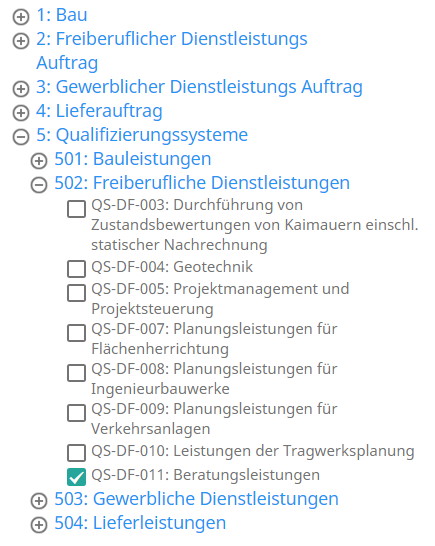 1: Bau
2: Freiberuflicher Dienstleistungs
Auftrag
3: Gewerblicher Dienstleistungs Auftrag
4: Lieferauftrag
5: Qualifizierungssysteme
501: Bauleistungen
502: Freiberufliche Dienstleistungen
QS-DF-003: Durchführung von
Zustandsbewertungen von Kaimauern einschl.
statischer Nachrechnung
QS-DF-004: Geotechnik
QS-DF-005: Projektmanagement und
Projektsteuerung
QS-DF-007: Planungsleistungen für
Flächenherrichtung
QS-DF-008: Planungsleistungen für
Ingenieurbauwerke
QS-DF-009: Planungsleistungen für
Verkehrsanlagen
QS-DF-010: Leistungen der Tragwerksplanung
QS-DF-011: Beratungsleistungen
503: Gewerbliche Dienstleistungen
504: Lieferleistungen